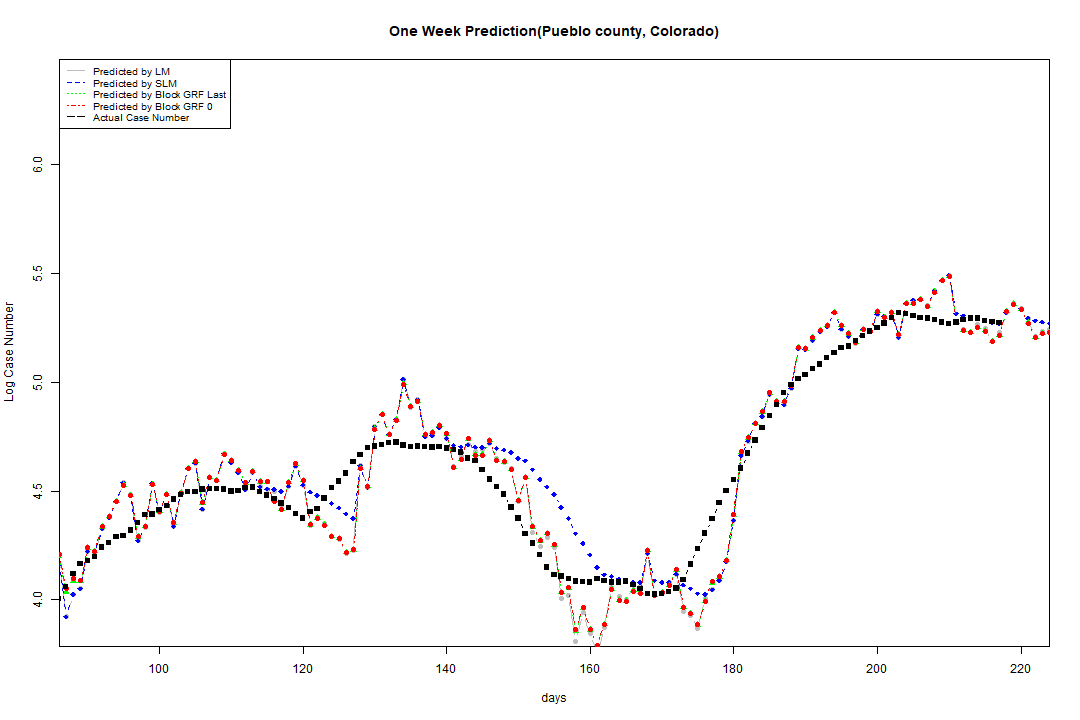 One Week Prediction(Pueblo county, Colorado)
Predicted by LM
Predicted by SLM
Predicted by Block GRF Last
Predicted by Block GRF 0
Actual Case Number
Log Case Number
6.0
5.5
5.0
4.5
4.0
100 120 140 160 180 200 220
days